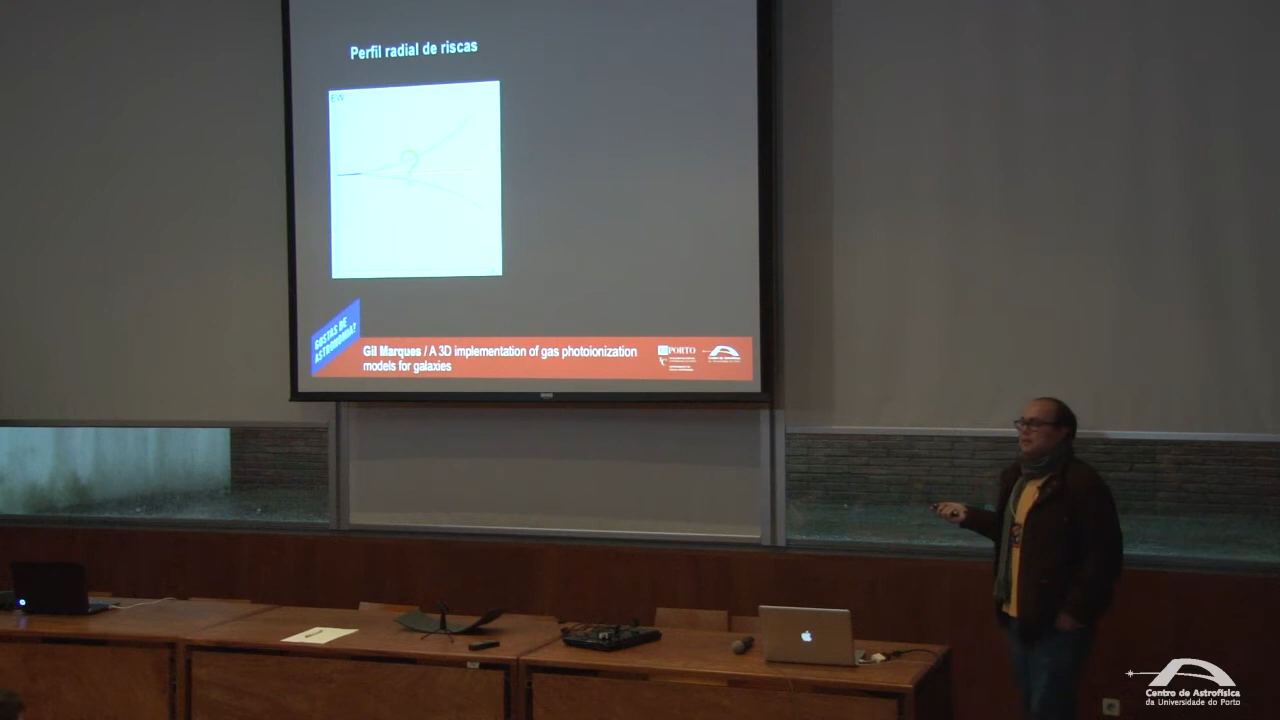 Perfil radial de riscas
EW
GOSTAS DE
ASTRONOMIA?
Gil Marques / A 3D implementation of gas photoionization
models for galaxies
PORTO
Centro de Astrofísica
da Universidade do Porto